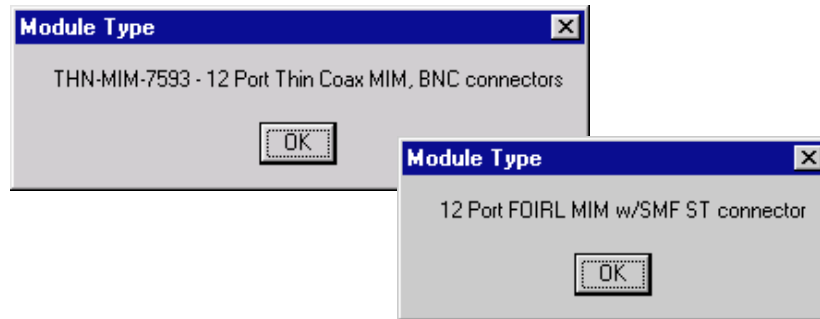 Module Type
THN-MIM-7593 - 12 Port Thin Coax MIM, BNC connectors
OK
Module Type
12 Port FOIRL MIM w/SMF ST connector
OK